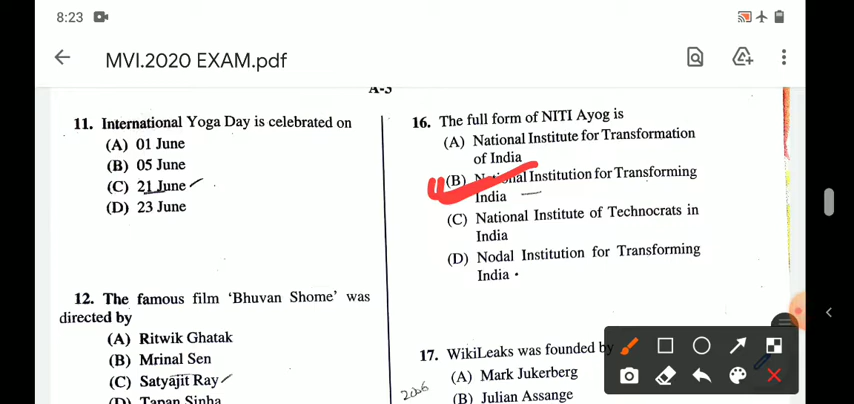 8:23
MVI.2020 EXAM.pdf
A-3
11. International Yoga Day is celebrated on
(A) 01 June
(B) 05 June
(C) 21 June
(D) 23 June
12. The famous film ‘Bhuvan Shome’ was
directed by
(A) Ritwik Ghatak
(B) Mrinal Sen
(C) Satyajit Ray
(D) Tapan Sinha
16. The full form of NITI Ayog is
(A) National Institute for Transformation
of India
(B) National Institution for Transforming
India
(C) National Institute of Technocrats in
India
(D) Nodal Institution for Transforming
India
17. WikiLeaks was founded by
(A) Mark Jukerberg
2006
(B) Julian Assange